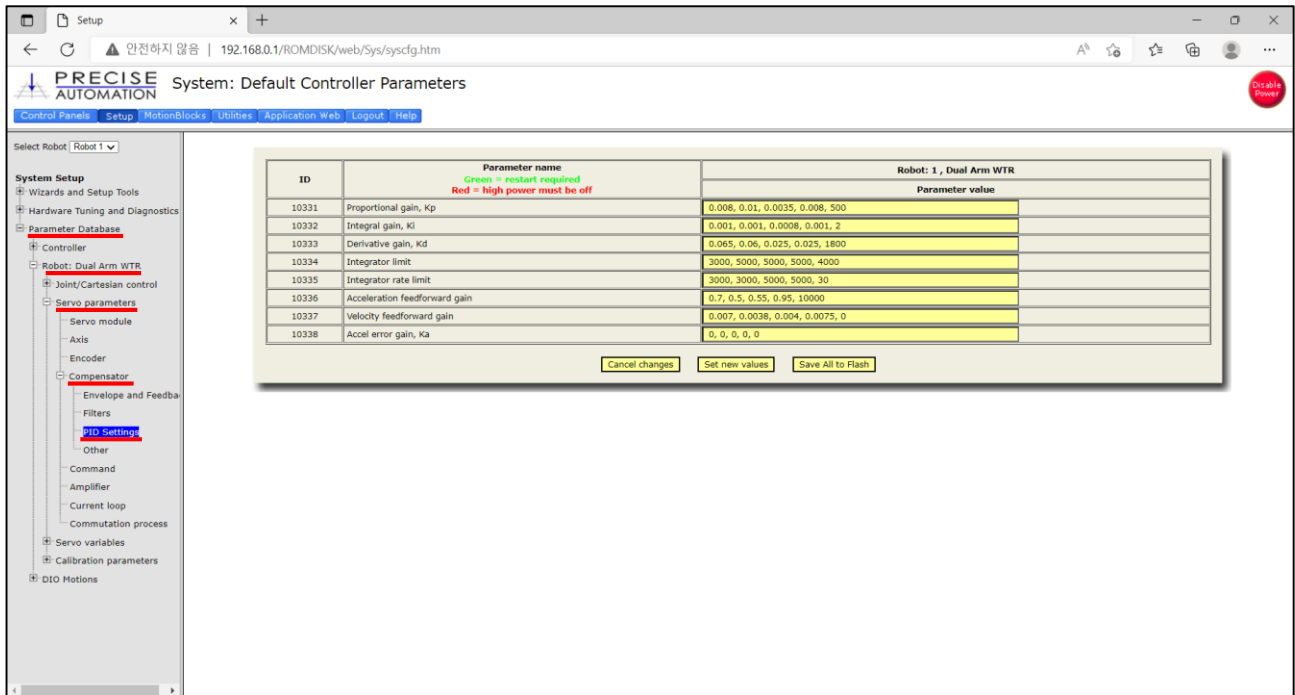 Setup
안전하지 않음 | 192.168.0.1/ROMDISK/web/Sys/syscfg.htm
PRECISE AUTOMATION
System: Default Controller Parameters
Disable Power
Control Panels Setup MotionBlocks Utilities Application Web Logout Help
Select Robot Robot 1
System Setup
Wizards and Setup Tools
Hardware Tuning and Diagnostics
Parameter Database
Controller
Robot: Dual Arm WTR
Joint/Cartesian control
Servo parameters
Servo module
Axis
Encoder
Compensator
Envelope and Feedba
Filters
PID Settings
Other
Command
Amplifier
Current loop
Commutation process
Servo variables
Calibration parameters
DIO Motions
ID
Parameter name
Green = restart required
Red = high power must be off
Robot: 1 , Dual Arm WTR
Parameter value
10331 Proportional gain, Kp 0.008, 0.01, 0.0035, 0.008, 500
10332 Integral gain, Ki 0.001, 0.001, 0.0008, 0.001, 2
10333 Derivative gain, Kd 0.065, 0.06, 0.025, 0.025, 1800
10334 Integrator limit 3000, 5000, 5000, 5000, 4000
10335 Integrator rate limit 3000, 3000, 5000, 5000, 30
10336 Acceleration feedforward gain 0.7, 0.5, 0.55, 0.95, 10000
10337 Velocity feedforward gain 0.007, 0.0038, 0.004, 0.0075, 0
10338 Accel error gain, Ka 0, 0, 0, 0, 0
Cancel changes Set new values Save All to Flash